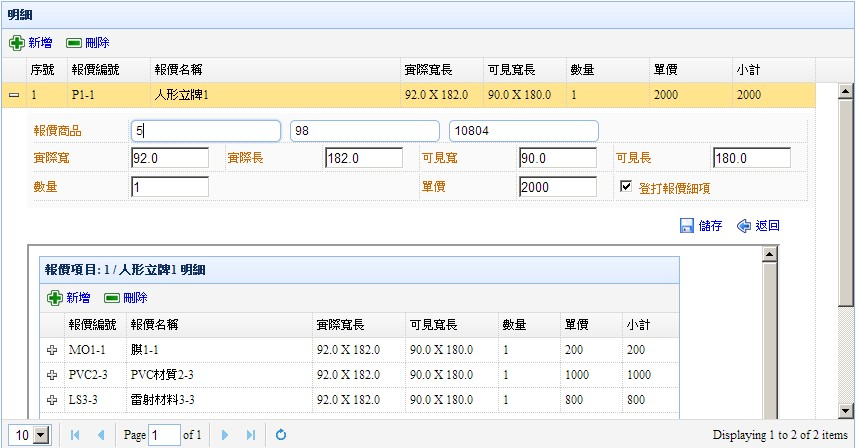 明細
新增 刪除
序號 報價編號 報價名稱 實際寬長 可見寬長 數量 單價 小計
1 P1-1 人形立牌1 92.0 X 182.0 90.0 X 180.0 1 2000 2000
報價商品 5 98 10804
實際寬 92.0 實際長 182.0 可見寬 90.0 可見長 180.0
數量 1 單價 2000 登打報價細項
儲存 返回
報價項目: 1 / 人形立牌1 明細
新增 刪除
報價編號 報價名稱 實際寬長 可見寬長 數量 單價 小計
MO1-1 膜1-1 92.0 X 182.0 90.0 X 180.0 1 200 200
PVC2-3 PVC材質2-3 92.0 X 182.0 90.0 X 180.0 1 1000 1000
LS3-3 雷射材料3-3 92.0 X 182.0 90.0 X 180.0 1 800 800
10 Page 1 of 1 Displaying 1 to 2 of 2 items